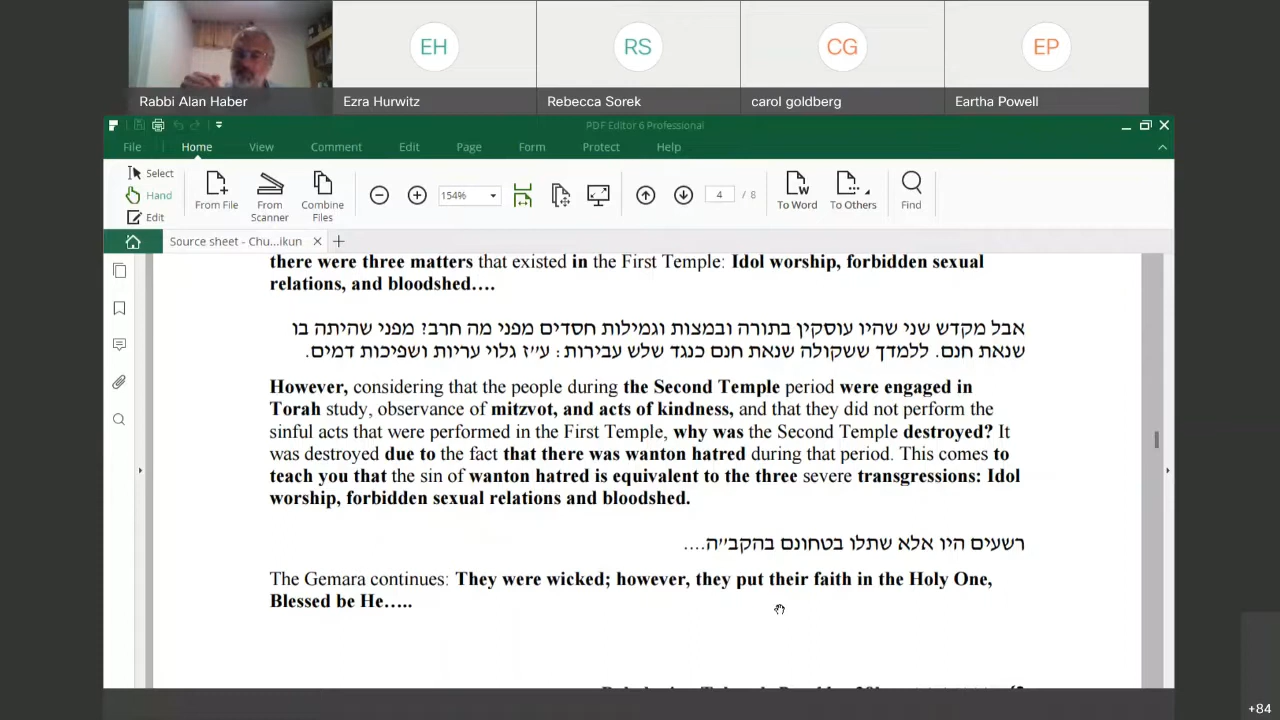 EH
RS
CG
EP
Rabbi Alan Haber
Ezra Hurwitz
Rebecca Sorek
carol goldberg
Eartha Powell
PDF Editor 6 Professional
File Home View Comment Edit Page Form Protect Help
Select
Hand
Edit
From File
From Scanner
Combine Files
154%
4 / 8
To Word
To Others
Find
Source sheet - Chu...ikun
there were three matters that existed in the First Temple: Idol worship, forbidden sexual
relations, and bloodshed….
אבל מקדש שני שהיו עוסקין בתורה ובמצות וגמילות חסדים מפני מה חרב? מפני שהיתה בו
שנאת חנם. ללמדך ששקולה שנאת חנם כנגד שלש עבירות: ע״ז גלוי עריות ושפיכות דמים.
However, considering that the people during the Second Temple period were engaged in
Torah study, observance of mitzvot, and acts of kindness, and that they did not perform the
sinful acts that were performed in the First Temple, why was the Second Temple destroyed? It
was destroyed due to the fact that there was wanton hatred during that period. This comes to
teach you that the sin of wanton hatred is equivalent to the three severe transgressions: Idol
worship, forbidden sexual relations and bloodshed.
רשעים היו אלא שתלו בטחונם בהקב״ה….
The Gemara continues: They were wicked; however, they put their faith in the Holy One,
Blessed be He…..
+84